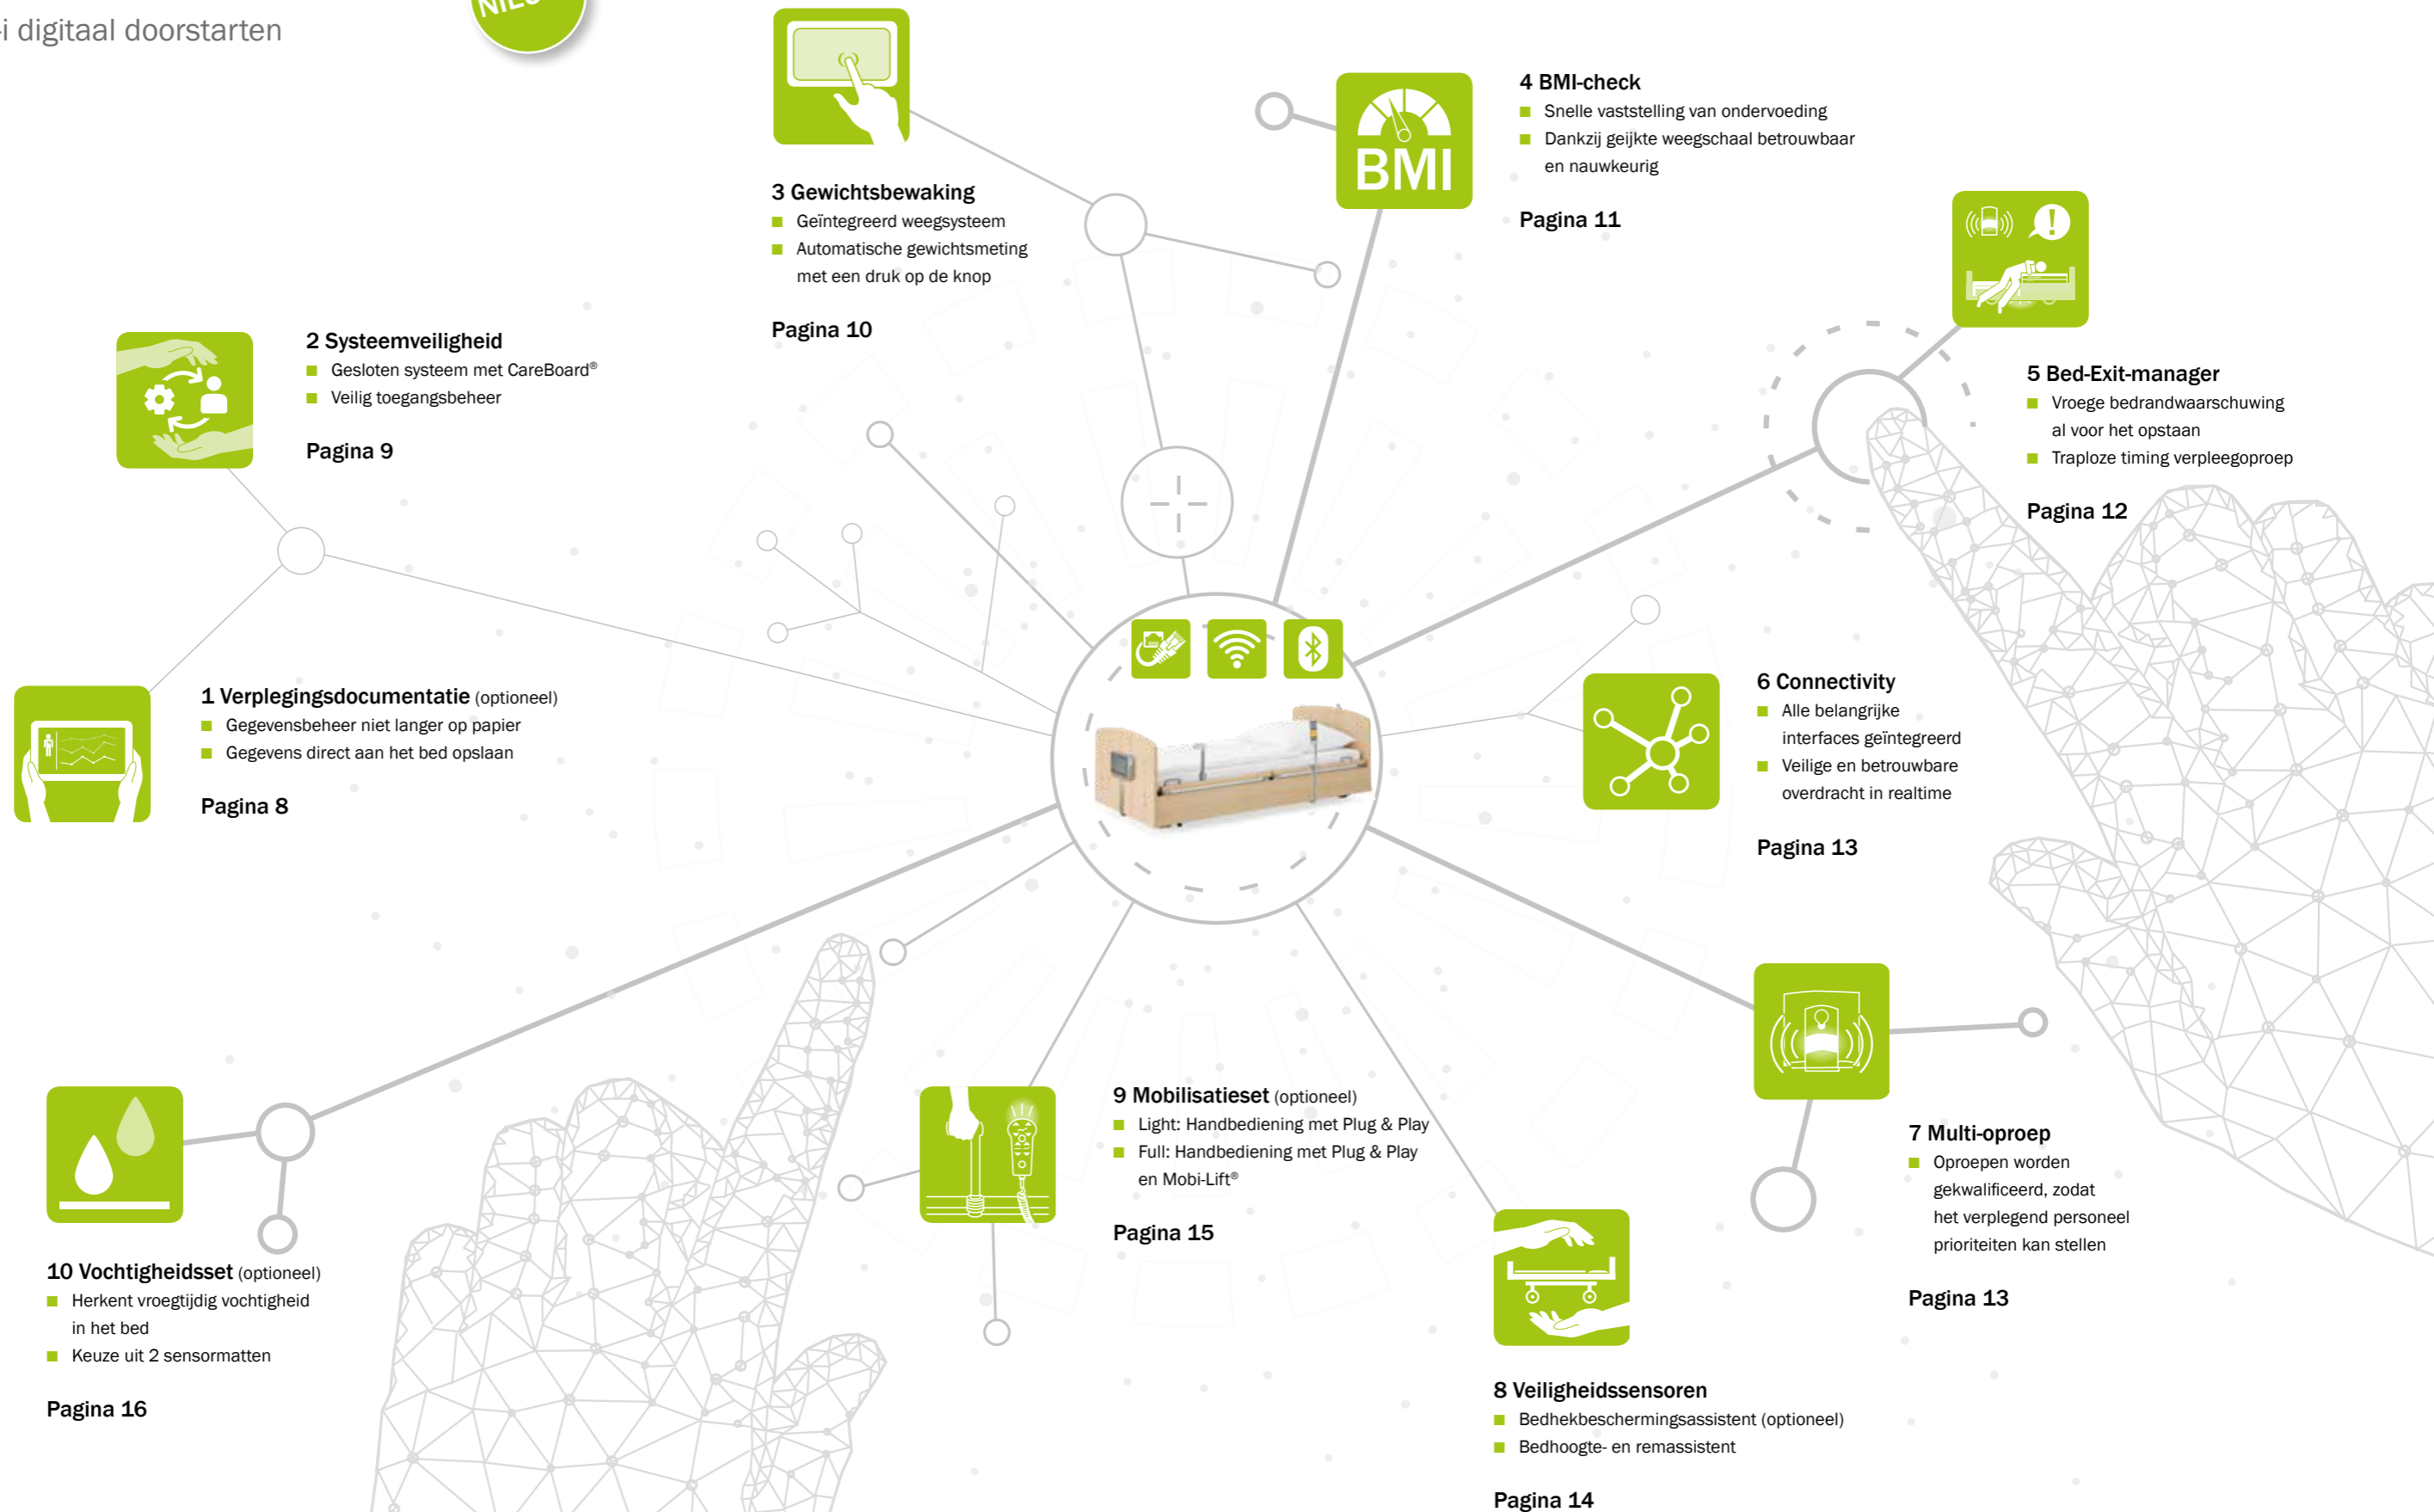 -i digitaal doorstarten
1 Verplegingsdocumentatie (optioneel)
■ Gegevensbeheer niet langer op papier
■ Gegevens direct aan het bed opslaan
Pagina 8
2 Systeemveiligheid
■ Gesloten systeem met CareBoard®
■ Veilig toegangsbeheer
Pagina 9
3 Gewichtsbewaking
■ Geïntegreerd weegsysteem
■ Automatische gewichtsmeting
met een druk op de knop
Pagina 10
BMI
4 BMI-check
■ Snelle vaststelling van ondervoeding
■ Dankzij geijkte weegschaal betrouwbaar
en nauwkeurig
Pagina 11
5 Bed-Exit-manager
■ Vroege bedrandwaarschuwing
al voor het opstaan
■ Traploze timing verpleegoproep
Pagina 12
6 Connectivity
■ Alle belangrijke
interfaces geïntegreerd
■ Veilige en betrouwbare
overdracht in realtime
Pagina 13
7 Multi-oproep
■ Oproepen worden
gekwalificeerd, zodat
het verplegend personeel
prioriteiten kan stellen
Pagina 13
8 Veiligheidssensoren
■ Bedhekbeschermingsassistent (optioneel)
■ Bedhoogte- en remassistent
Pagina 14
9 Mobilisatieset (optioneel)
■ Light: Handbediening met Plug & Play
■ Full: Handbediening met Plug & Play
en Mobi-Lift®
Pagina 15
10 Vochtigheidsset (optioneel)
■ Herkent vroegtijdig vochtigheid
in het bed
■ Keuze uit 2 sensormatten
Pagina 16